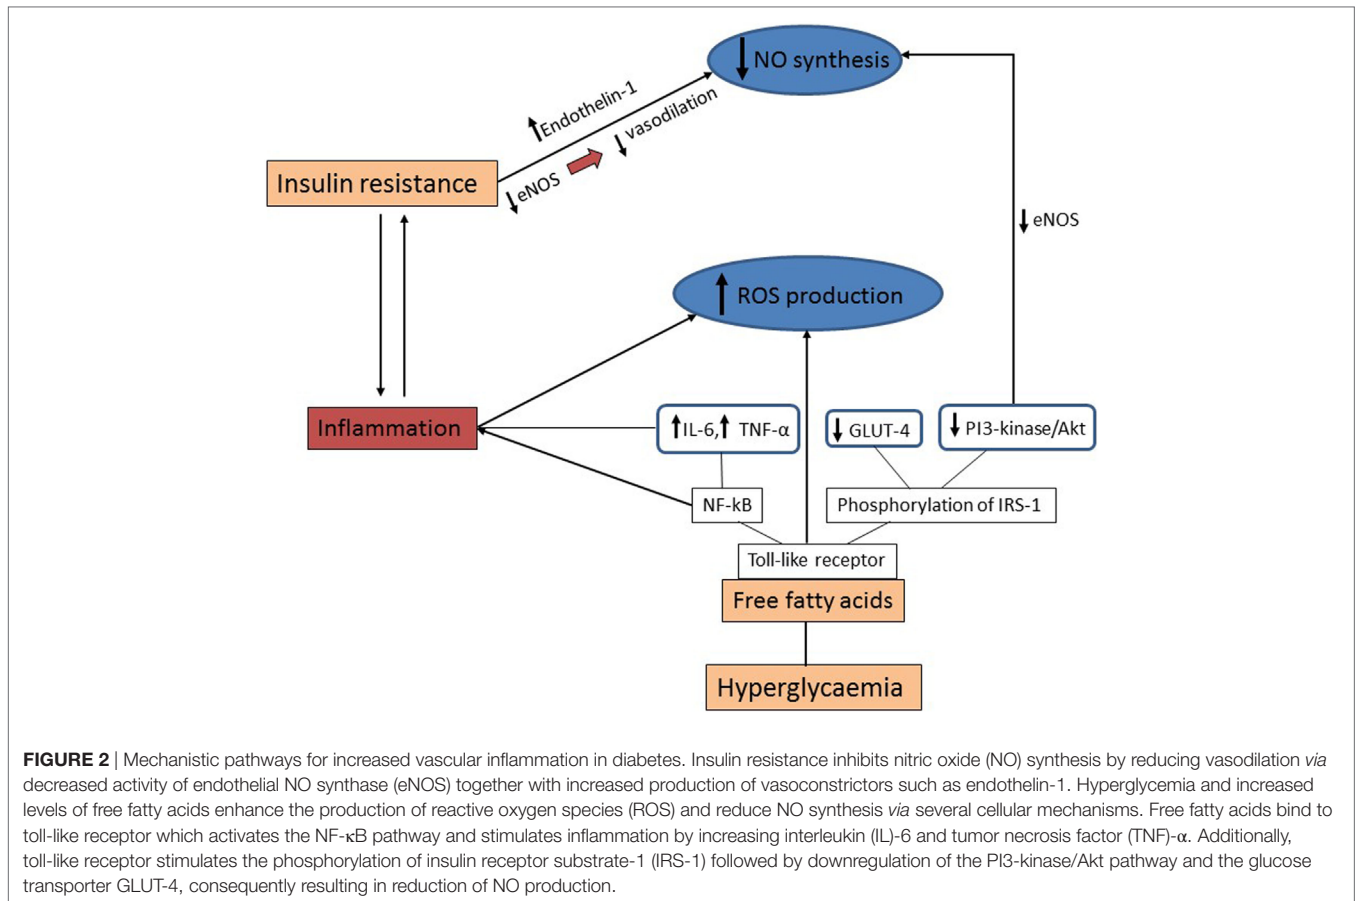 ↓ NO synthesis
↑Endothelin-1
↓ vasodilation
Insulin resistance
↓eNOS
↓ eNOS
↑ ROS production
Inflammation
↑IL-6,↑ TNF-α
↓ GLUT-4
↓ PI3-kinase/Akt
NF-kB
Phosphorylation of IRS-1
Toll-like receptor
Free fatty acids
Hyperglycaemia
FIGURE 2 | Mechanistic pathways for increased vascular inflammation in diabetes. Insulin resistance inhibits nitric oxide (NO) synthesis by reducing vasodilation via
decreased activity of endothelial NO synthase (eNOS) together with increased production of vasoconstrictors such as endothelin-1. Hyperglycemia and increased
levels of free fatty acids enhance the production of reactive oxygen species (ROS) and reduce NO synthesis via several cellular mechanisms. Free fatty acids bind to
toll-like receptor which activates the NF-κB pathway and stimulates inflammation by increasing interleukin (IL)-6 and tumor necrosis factor (TNF)-α. Additionally,
toll-like receptor stimulates the phosphorylation of insulin receptor substrate-1 (IRS-1) followed by downregulation of the PI3-kinase/Akt pathway and the glucose
transporter GLUT-4, consequently resulting in reduction of NO production.